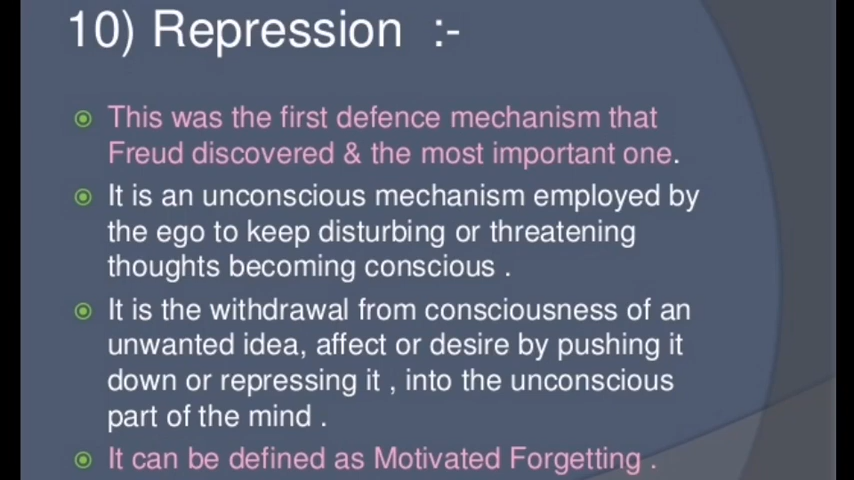 10) Repression :-
This was the first defence mechanism that
Freud discovered & the most important one.
It is an unconscious mechanism employed by
the ego to keep disturbing or threatening
thoughts becoming conscious .
It is the withdrawal from consciousness of an
unwanted idea, affect or desire by pushing it
down or repressing it , into the unconscious
part of the mind .
It can be defined as Motivated Forgetting .